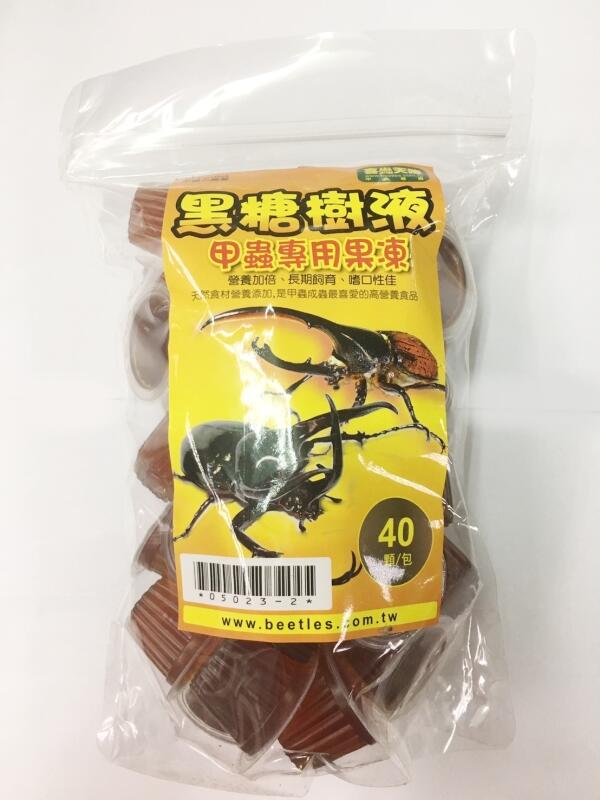 黑糖樹液
甲蟲專用果凍
營養加倍、長期飼育、嗜口性佳
天然食材營養添加,是甲蟲成蟲最喜愛的高營養食品
40
顆/包
*05023-2*
www.beetles.com.tw